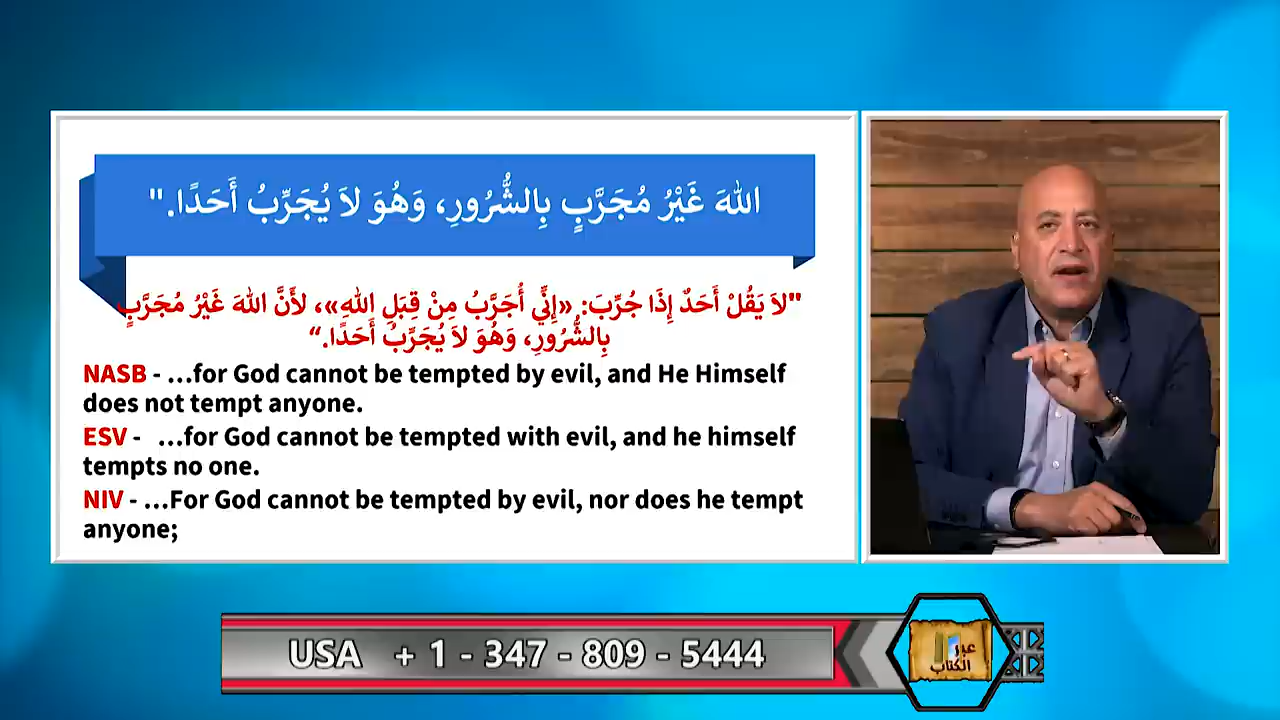 اللهَ غَيْرُ مُجَرَّبٍ بِالشُّرُورِ، وَهُوَ لاَ يُجَرِّبُ أَحَدًا."
"لاَ يَقُلْ أَحَدٌ إِذَا جُرِّبَ: «إِنِّي أُجَرَّبُ مِنْ قِبَلِ اللهِ»، لأَنَّ اللهَ غَيْرُ مُجَرَّبٍ
بِالشُّرُورِ، وَهُوَ لاَ يُجَرِّبُ أَحَدًا.“
NASB - ...for God cannot be tempted by evil, and He Himself
does not tempt anyone.
ESV - ...for God cannot be tempted with evil, and he himself
tempts no one.
NIV - ...For God cannot be tempted by evil, nor does he tempt
anyone;
USA + 1 - 347 - 809 - 5444
عبر
الكتاب